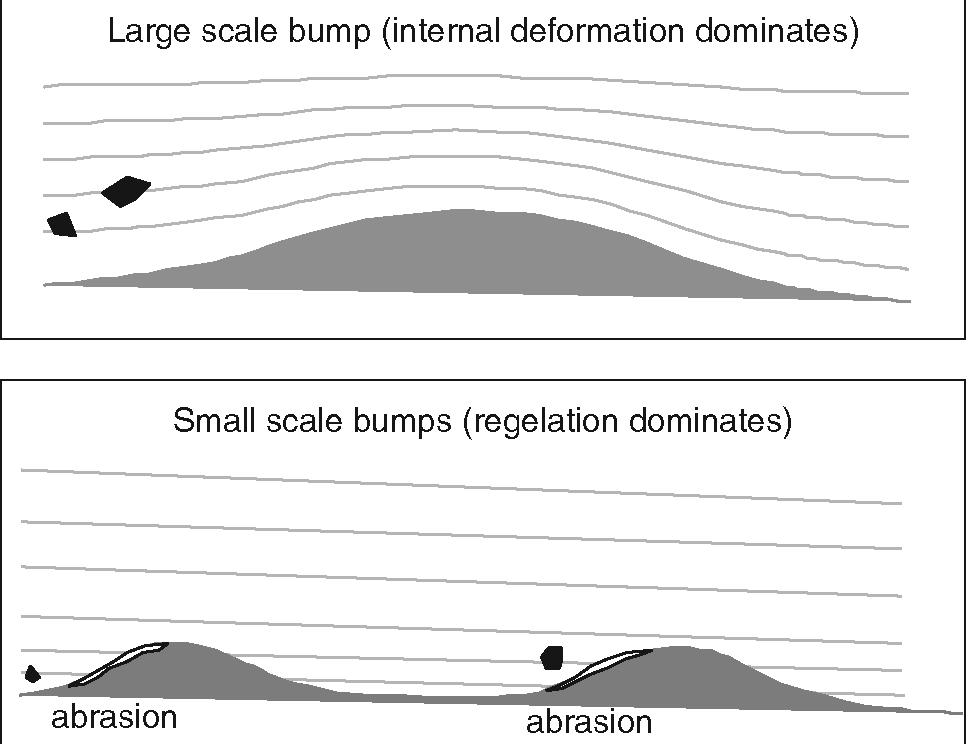 Large scale bump (internal deformation dominates)
Small scale bumps (regelation dominates)
abrasion
abrasion